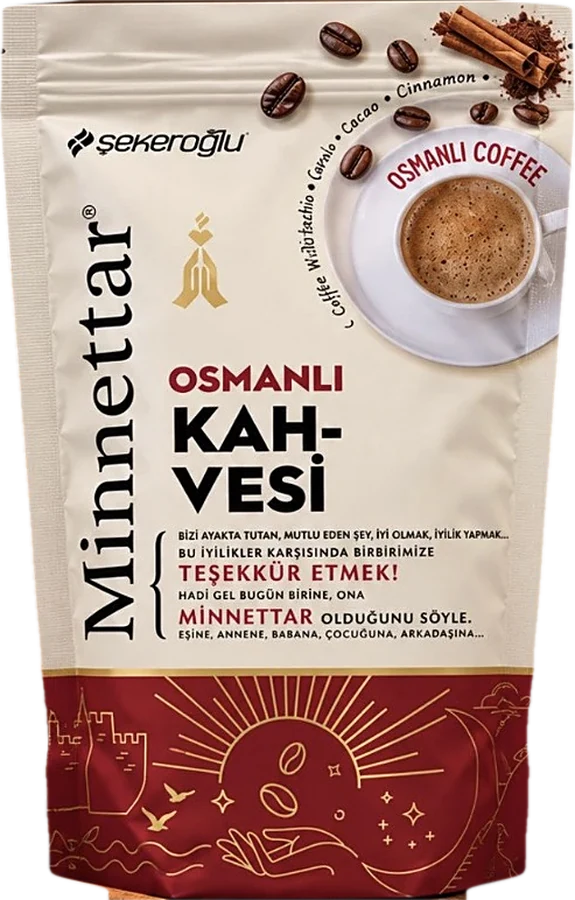 şekeroğlu
Minnettar®
Coffee • Cacao • Cinnamon •
OSMANLI COFFEE
OSMANLI
KAH-
VESİ
BİZİ AYAKTA TUTAN, MUTLU EDEN ŞEY, İYİ OLMAK, İYİLİK YAPMAK...
BU İYİLİKLER KARŞISINDA BİRBİRİMİZE
TEŞEKKÜR ETMEK!
HADİ GEL BUGÜN BİRİNE, ONA
MİNNETTAR OLDUĞUNU SÖYLE.
EŞİNE, ANNENE, BABANA, ÇOCUĞUNA, ARKADAŞINA...